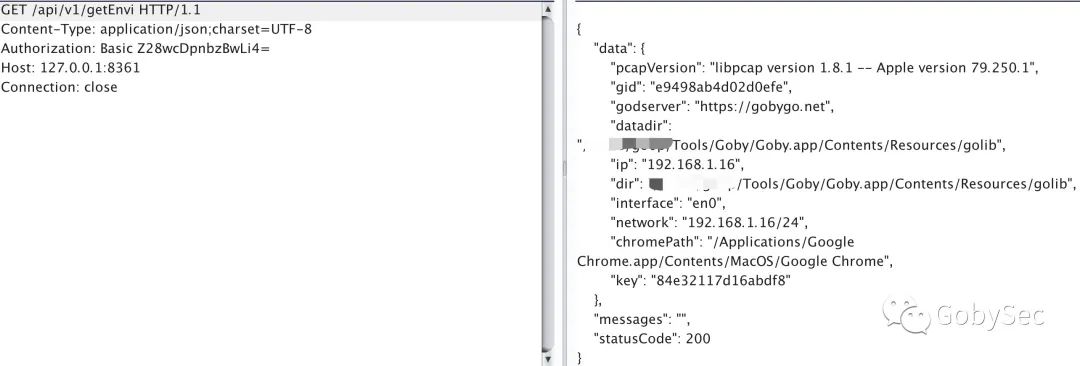 GET /api/v1/getEnvi HTTP/1.1
Content-Type: application/json;charset=UTF-8
Authorization: Basic Z28wcDpnbzBwLi4=
Host: 127.0.0.1:8361
Connection: close
{
"data": {
"pcapVersion": "libpcap version 1.8.1 -- Apple version 79.250.1",
"gid": "e9498ab4d02d0efe",
"godserver": "https://gobygo.net",
"datadir":
"/Tools/Goby/Goby.app/Contents/Resources/golib",
"ip": "192.168.1.16",
"dir": /Tools/Goby/Goby.app/Contents/Resources/golib",
"interface": "en0",
"network": "192.168.1.16/24",
"chromePath": "/Applications/Google
Chrome.app/Contents/MacOS/Google Chrome",
"key": "84e32117d16abdf8"
},
"messages": "",
"statusCode": 200
}
GobySec